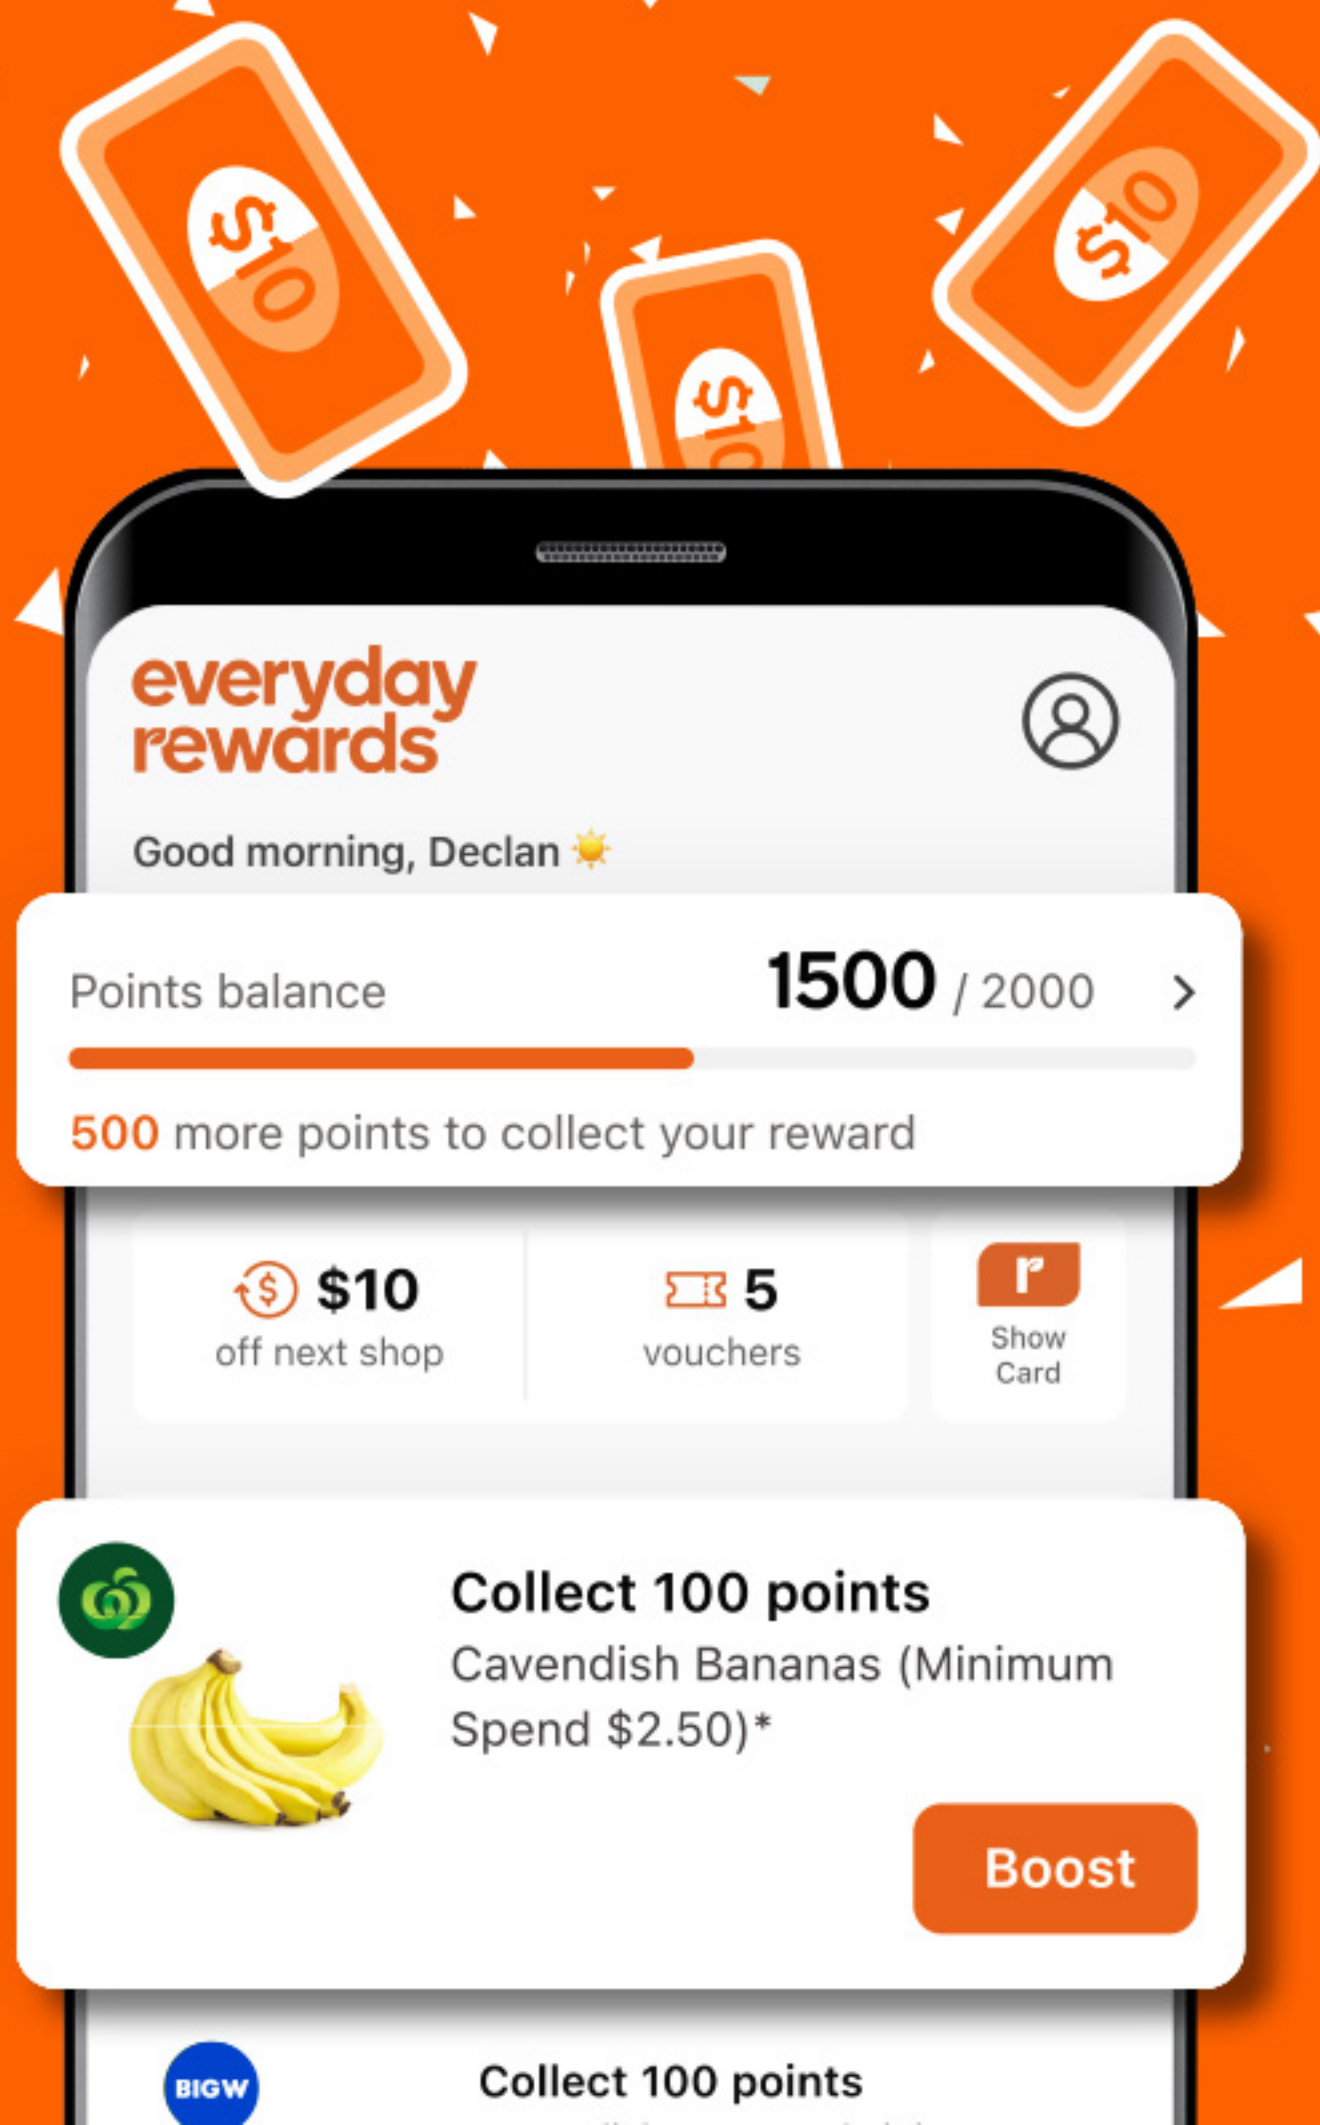 $10
$10
$10
everyday
rewards
Good morning, Declan
Points balance
1500 / 2000
500 more points to collect your reward
$10
off next shop
5
vouchers
r
Show
Card
Collect 100 points
Cavendish Bananas (Minimum
Spend $2.50)*
Boost
BIGW
Collect 100 points